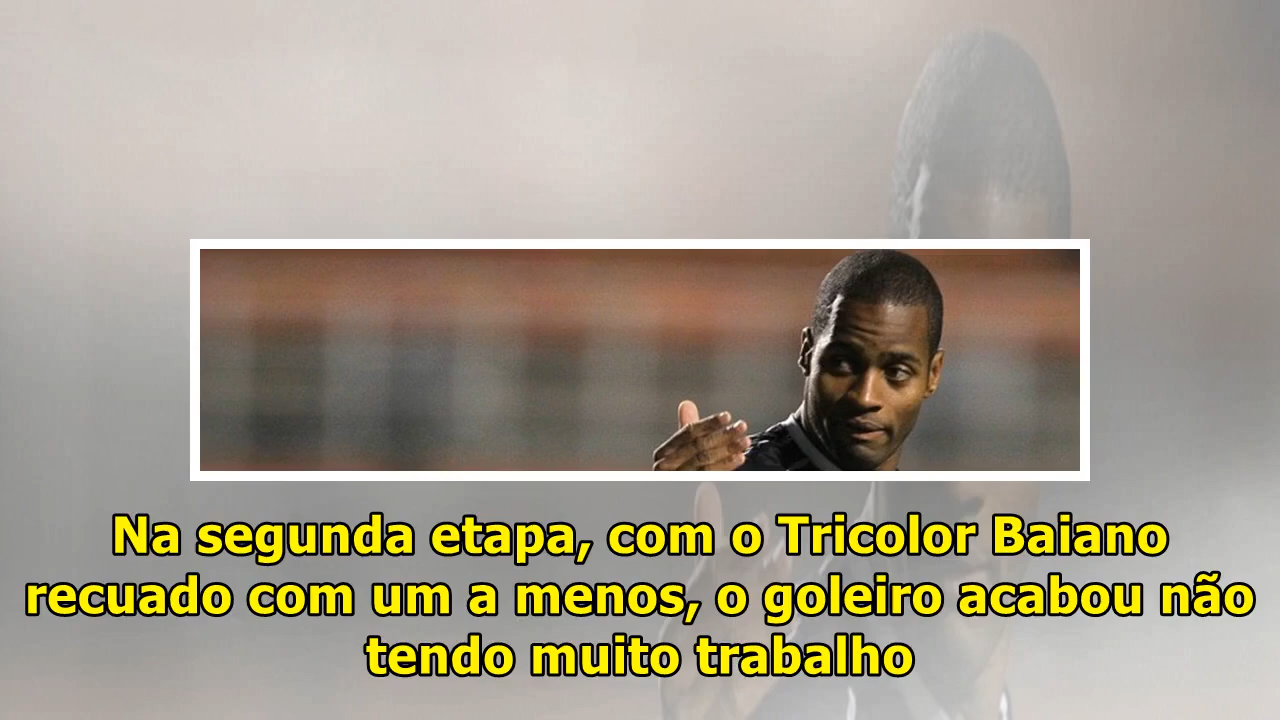 Na segunda etapa, com o Tricolor Baiano
recuado com um a menos, o goleiro acabou não
tendo muito trabalho